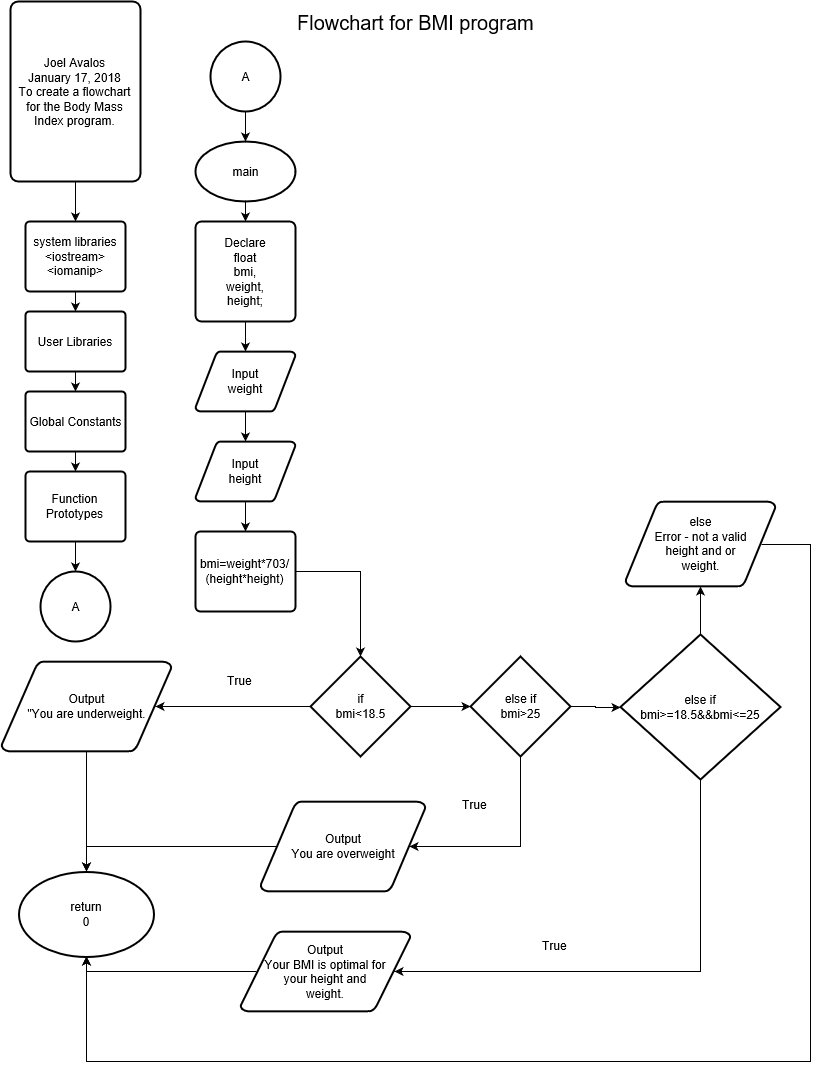 Flowchart for BMI program
Joel Avalos
January 17, 2018
To create a flowchart
for the Body Mass
Index program.
system libraries
<iostream>
<iomanip>
User Libraries
Global Constants
Function
Prototypes
A
A
main
Declare
float
bmi,
weight,
height;
Input
weight
Input
height
bmi=weight*703/
(height*height)
if
bmi<18.5
True
Output
"You are underweight.
else if
bmi>25
True
Output
You are overweight
else if
bmi>=18.5&&bmi<=25
else
Error - not a valid
height and or
weight.
True
Output
Your BMI is optimal for
your height and
weight.
return
0